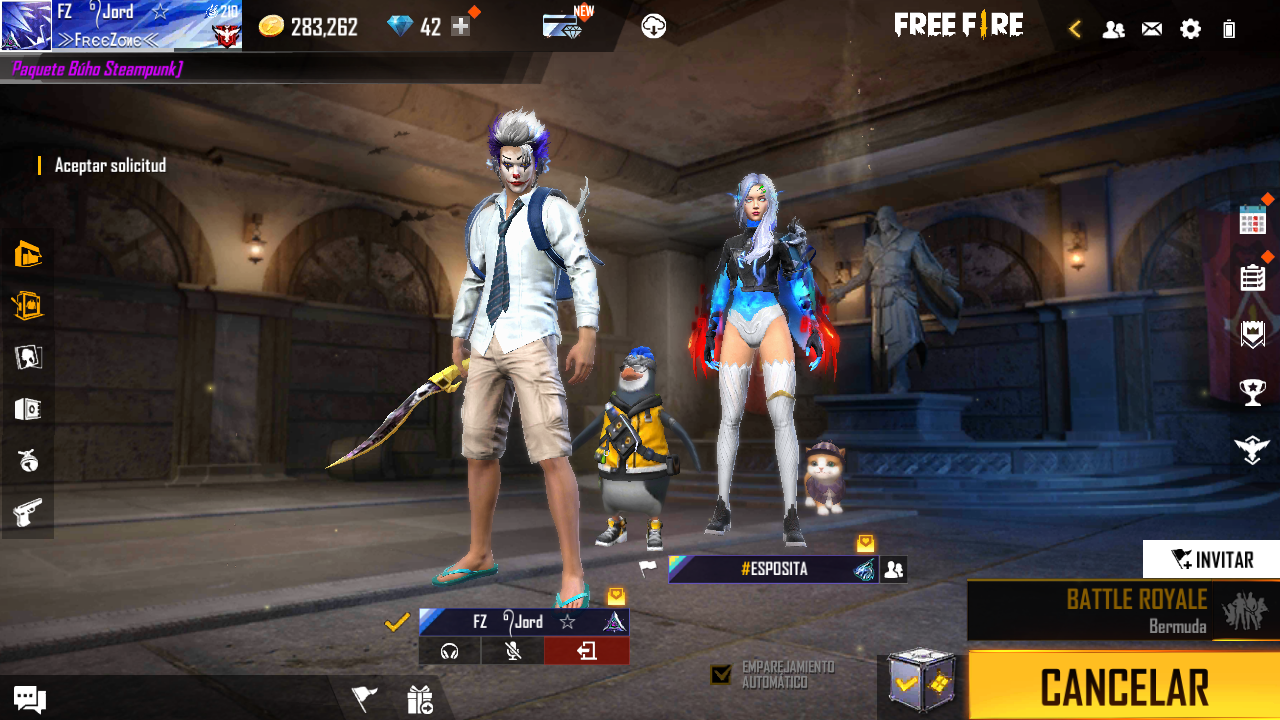 FZ Jord ☆
210
≫FʀᴇᴇZᴏɴᴇ≪
283,262
42
NEW
FREE FIRE
Paquete Búho Steampunk]
Aceptar solicitud
#ESPOSITA
INVITAR
FZ Jord ☆
BATTLE ROYALE
Bermuda
EMPAREJAMIENTO
AUTOMÁTICO
CANCELAR